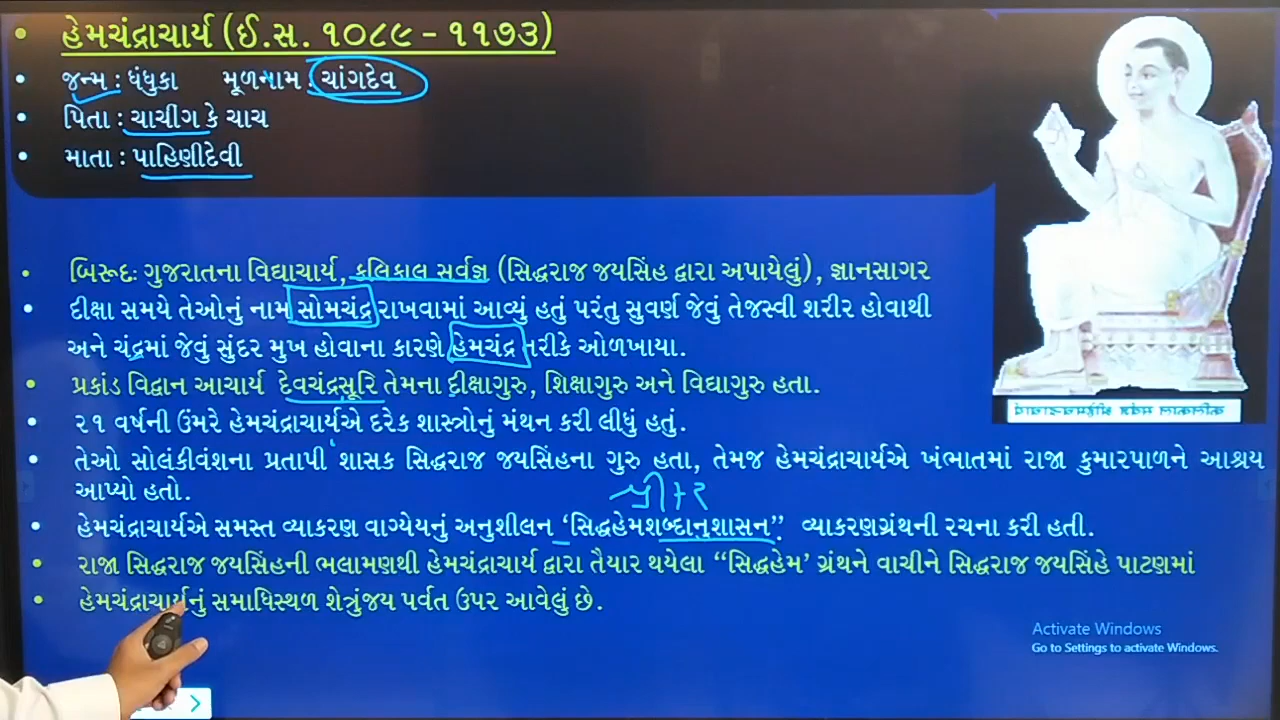 હેમચંદ્રાચાર્ય (ઈ.સ. ૧૦૮૯ - ૧૧૭૩)
જન્મ : ધંધુકા મૂળનામ : ચાંગદેવ
પિતા : ચાચીંગ કે ચાચ
માતા : પાહિણીદેવી
બિરૂદઃ ગુજરાતના વિદ્યાચાર્ય, કલિકાલ સર્વજ્ઞ (સિદ્ધરાજ જયસિંહ દ્વારા અપાયેલું), જ્ઞાનસાગર
દીક્ષા સમયે તેઓનું નામ સોમચંદ્ર રાખવામાં આવ્યું હતું પરંતુ સુવર્ણ જેવું તેજસ્વી શરીર હોવાથી
અને ચંદ્રમાં જેવું સુંદર મુખ હોવાના કારણે હેમચંદ્ર તરીકે ઓળખાયા.
પ્રકાંડ વિદ્વાન આચાર્ય દેવચંદ્રસૂરિ તેમના દીક્ષાગુરુ, શિક્ષાગુરુ અને વિદ્યાગુરુ હતા.
૨૧ વર્ષની ઉંમરે હેમચંદ્રાચાર્યએ દરેક શાસ્ત્રોનું મંથન કરી લીધું હતું.
તેઓ સોલંકીવંશના પ્રતાપી શાસક સિદ્ધરાજ જયસિંહના ગુરુ હતા, તેમજ હેમચંદ્રાચાર્યએ ખંભાતમાં રાજા કુમારપાળને આશ્રય
આપ્યો હતો.
હેમચંદ્રાચાર્યએ સમસ્ત વ્યાકરણ વાગ્યેયનું અનુશીલન ‘સિદ્ધહેમશબ્દાનુશાસન” વ્યાકરણગ્રંથની રચના કરી હતી.
રાજા સિદ્ધરાજ જયસિંહની ભલામણથી હેમચંદ્રાચાર્ય દ્વારા તૈયાર થયેલા “સિદ્ધહેમ’ ગ્રંથને વાચીને સિદ્ધરાજ જયસિંહે પાટણમાં
હેમચંદ્રાચાર્યનું સમાધિસ્થળ શેત્રુંજય પર્વત ઉપર આવેલું છે.
Activate Windows
Go to Settings to activate Windows.